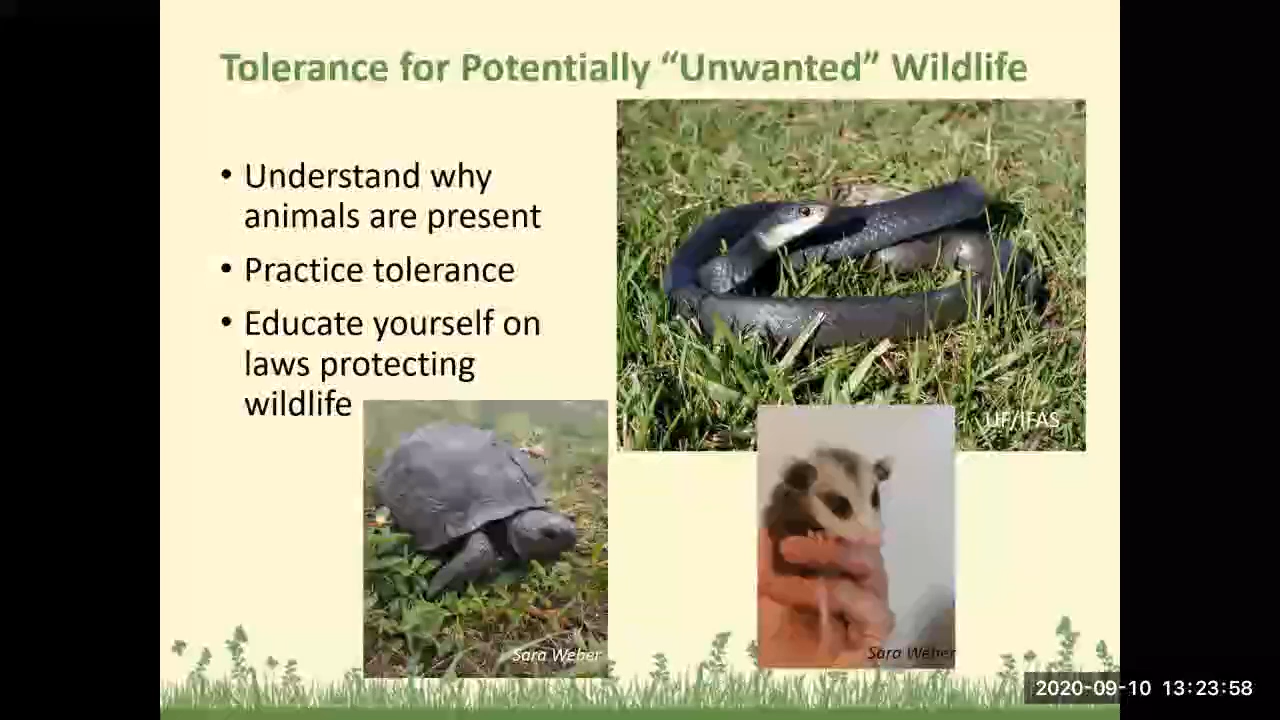 Tolerance for Potentially “Unwanted” Wildlife
• Understand why
animals are present
• Practice tolerance
• Educate yourself on
laws protecting
wildlife
UF/IFAS
Sara Weber
Sara Weber
2020-09-10 13:23:58